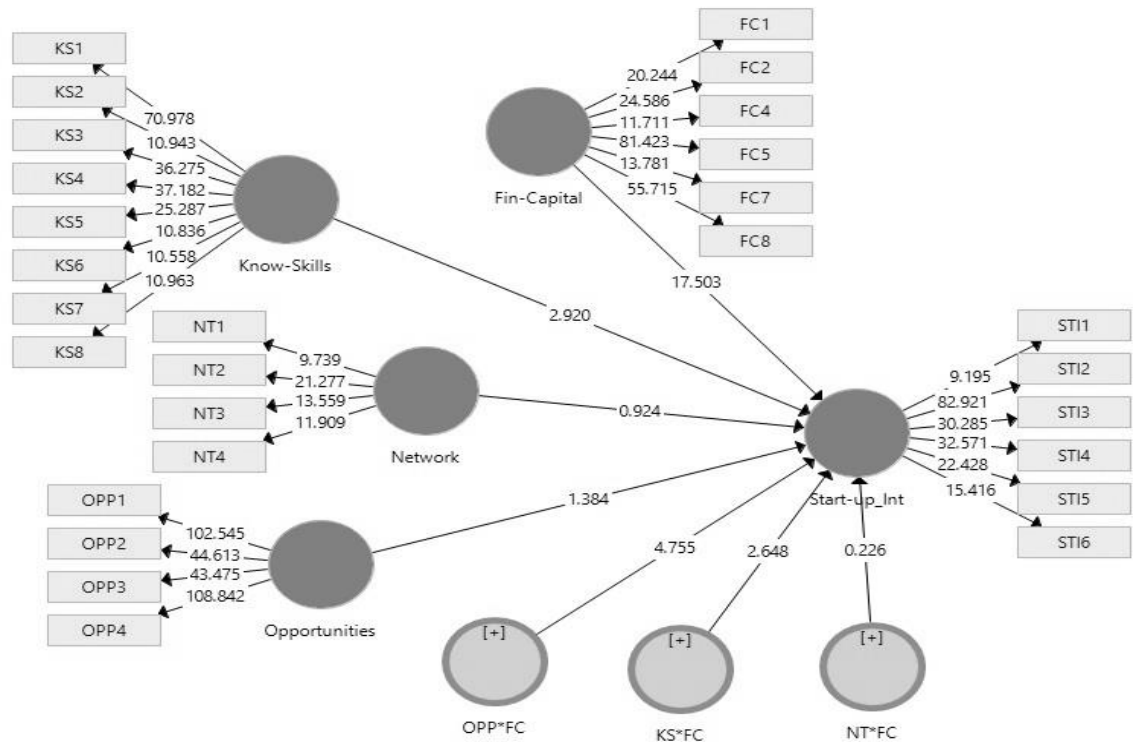 KS1
KS2
KS3
KS4
KS5
KS6
KS7
KS8
70.978
10.943
36.275
37.182
25.287
10.836
10.558
10.963
Know-Skills
FC1
FC2
FC4
FC5
FC7
FC8
20.244
24.586
11.711
81.423
13.781
55.715
Fin-Capital
17.503
2.920
NT1
NT2
NT3
NT4
9.739
21.277
13.559
11.909
Network
0.924
OPP1
OPP2
OPP3
OPP4
102.545
44.613
43.475
108.842
Opportunities
1.384
STI1
STI2
STI3
STI4
STI5
STI6
9.195
82.921
30.285
32.571
22.428
15.416
Start-up_Int
4.755
2.648
0.226
[+]
[+]
[+]
OPP*FC
KS*FC
NT*FC